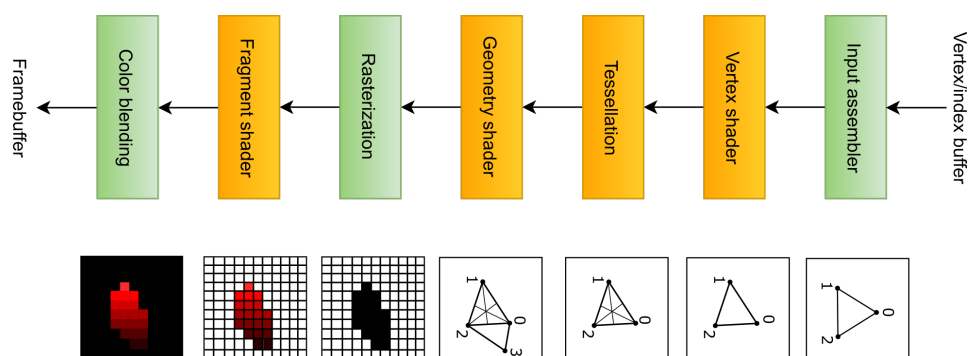 Vertex/index buffer
Input assembler
0
1
2
Vertex shader
0
1
2
Tessellation
0
1
2
Geometry shader
0
1
2
3
Rasterization
Fragment shader
Color blending
Framebuffer